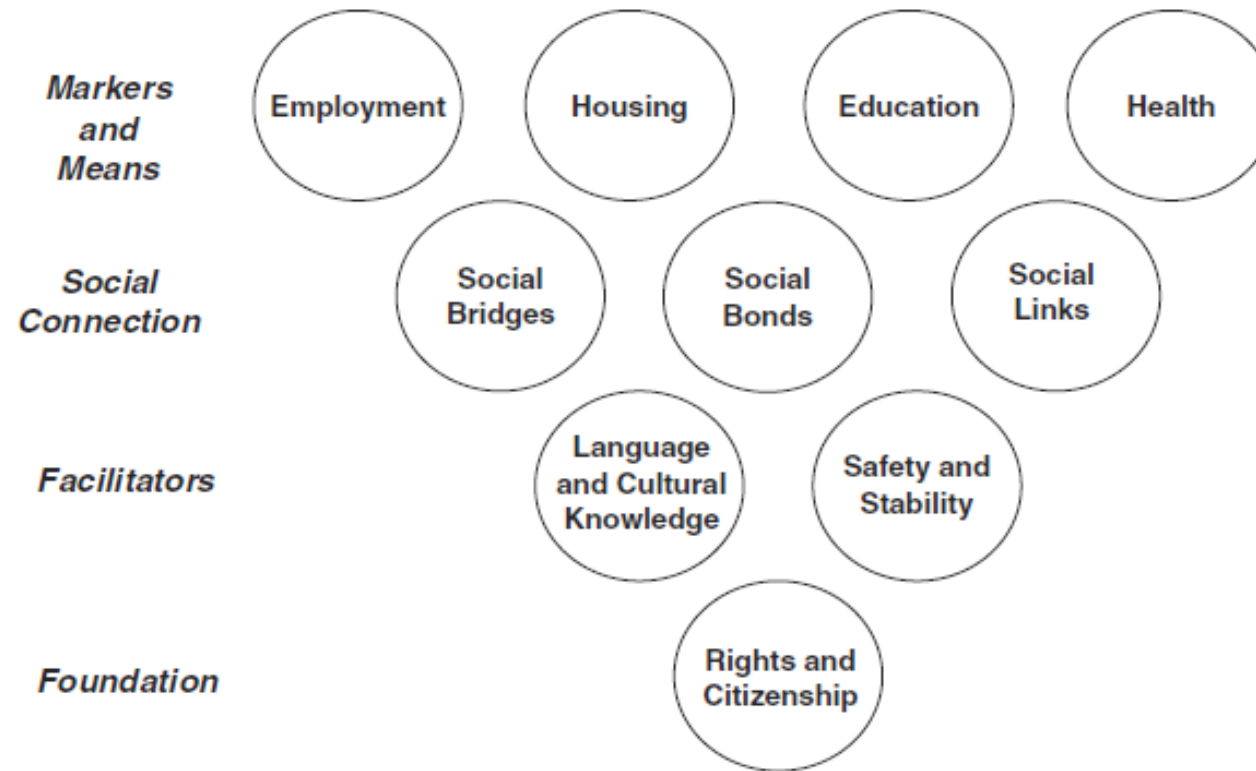 Markers
and
Means
Employment
Housing
Education
Health
Social
Connection
Social
Bridges
Social
Bonds
Social
Links
Facilitators
Language
and Cultural
Knowledge
Safety and
Stability
Foundation
Rights and
Citizenship